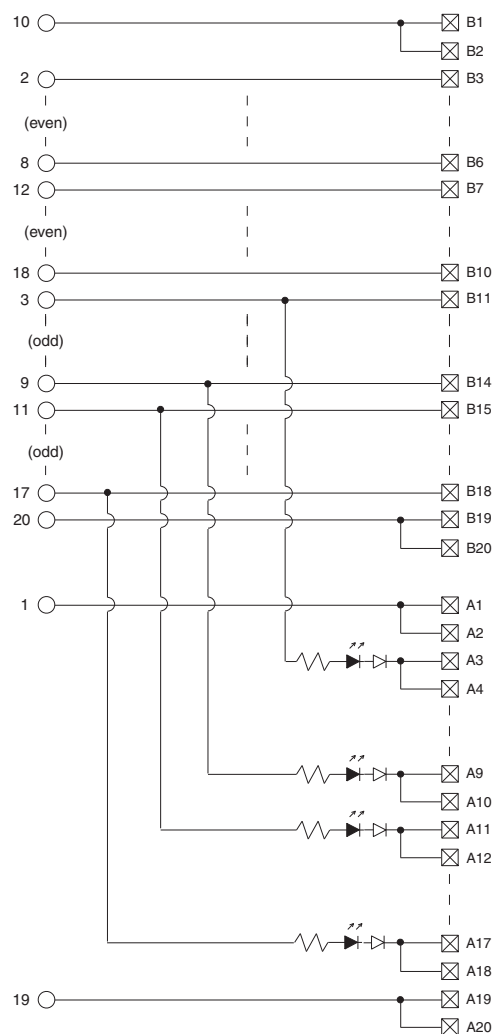 10 B1
B2
2 B3
(even)
8 B6
12 B7
(even)
18 B10
3 B11
(odd)
9 B14
11 B15
(odd)
17 B18
20 B19
B20
1 A1
A2
A3
A4
A9
A10
A11
A12
A17
A18
19 A19
A20